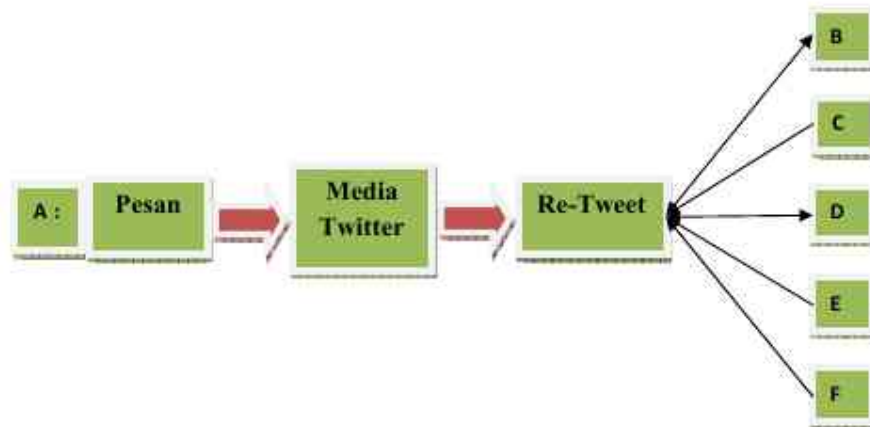 A :
Pesan
Media
Twitter
Re-Tweet
B
C
D
E
F